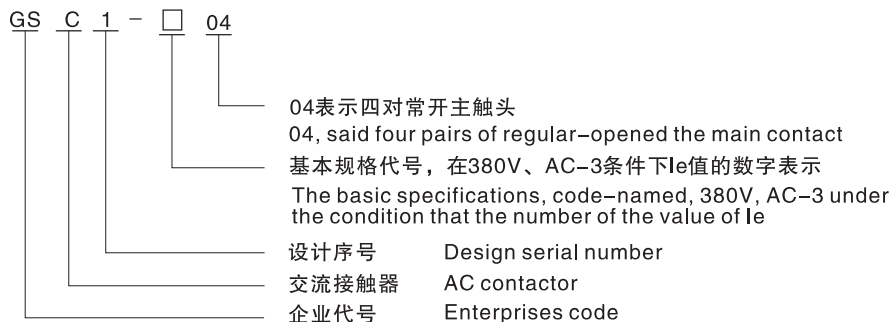 GS C 1 - □ 04
04表示四对常开主触头
04, said four pairs of regular-opened the main contact
基本规格代号，在380V、AC-3条件下Ie值的数字表示
The basic specifications, code-named, 380V, AC-3 under
the condition that the number of the value of Ie
设计序号 Design serial number
交流接触器 AC contactor
企业代号 Enterprises code